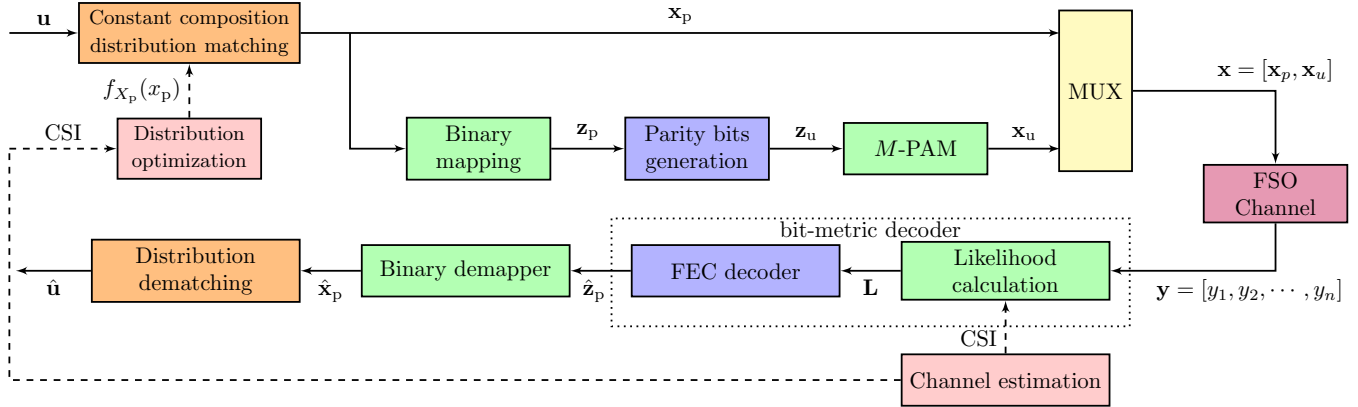 u
Constant composition
distribution matching
x_p
f_{X_p}(x_p)
CSI
Distribution
optimization
Binary
mapping
z_p
Parity bits
generation
z_u
M-PAM
x_u
MUX
x = [x_p, x_u]
FSO
Channel
bit-metric decoder
y = [y_1, y_2, ⋯ , y_n]
Likelihood
calculation
L
FEC decoder
ẑ_p
Binary demapper
x̂_p
Distribution
dematching
û
CSI
Channel estimation